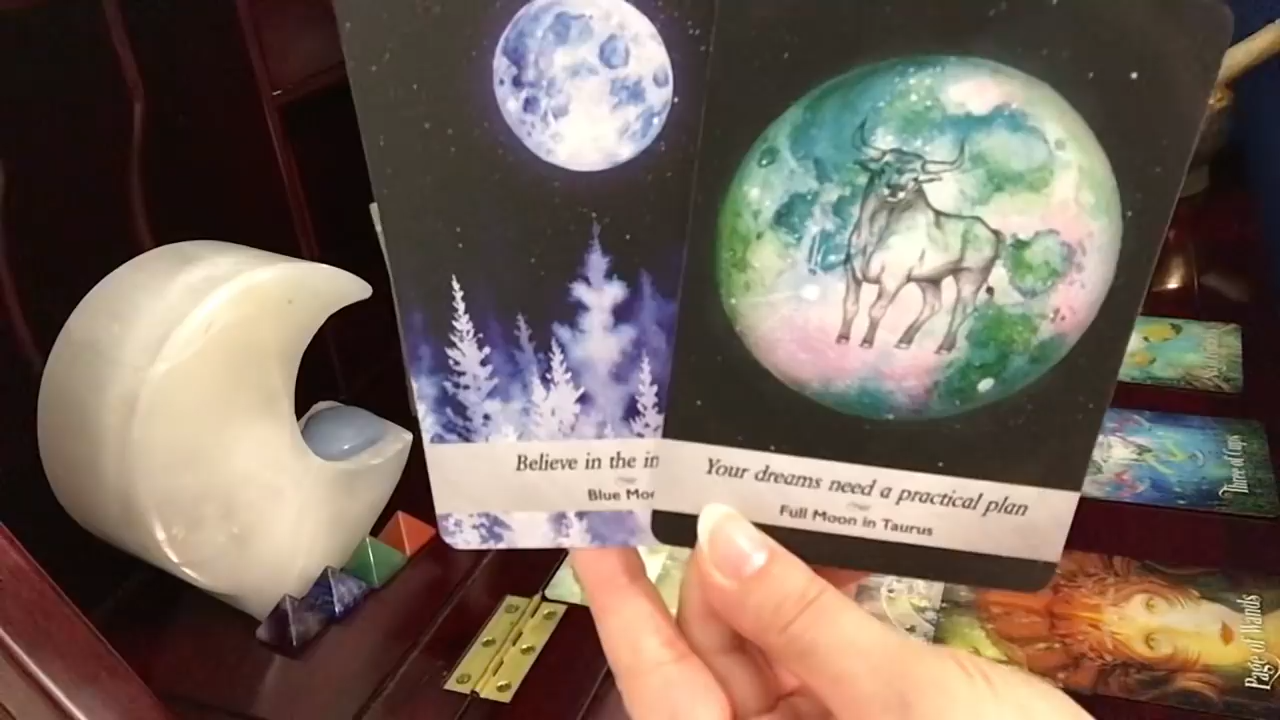 Believe in the in
Blue Moo
Your dreams need a practical plan
Full Moon in Taurus
Three of Cups
Page of Wands